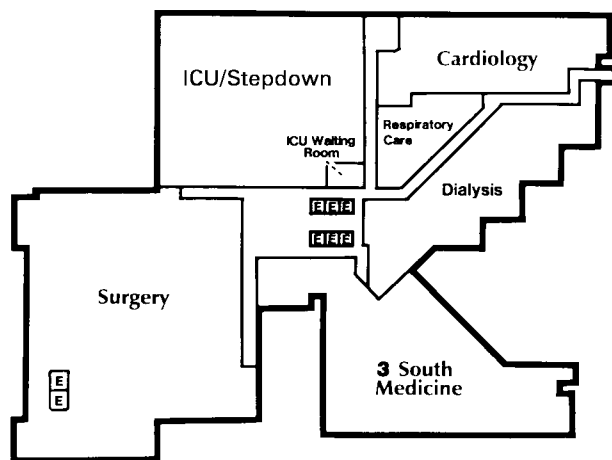 ICU/Stepdown
Cardiology
ICU Waiting
Room
Respiratory
Care
Dialysis
E E E
E E E
Surgery
3 South
Medicine
E
E